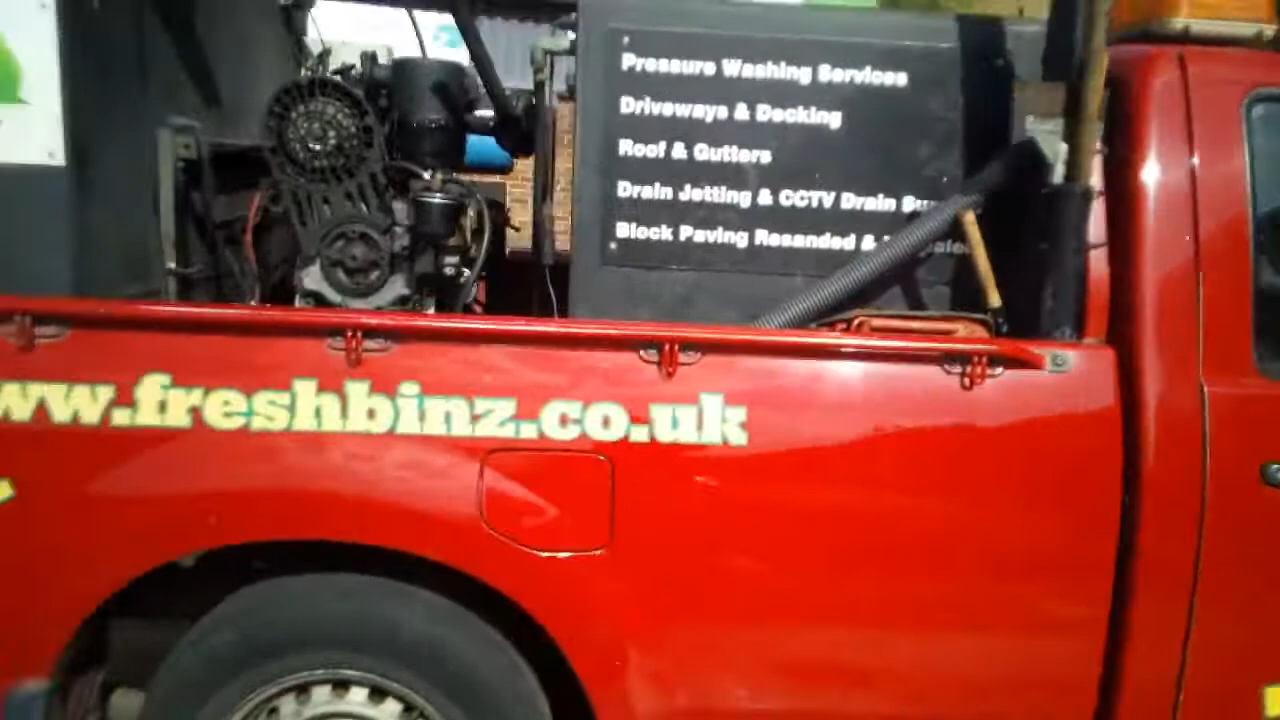 Pressure Washing Services
Driveways & Decking
Roof & Gutters
Drain Jetting & CCTV Drain
Block Paving Resanded &
www.freshbinz.co.uk